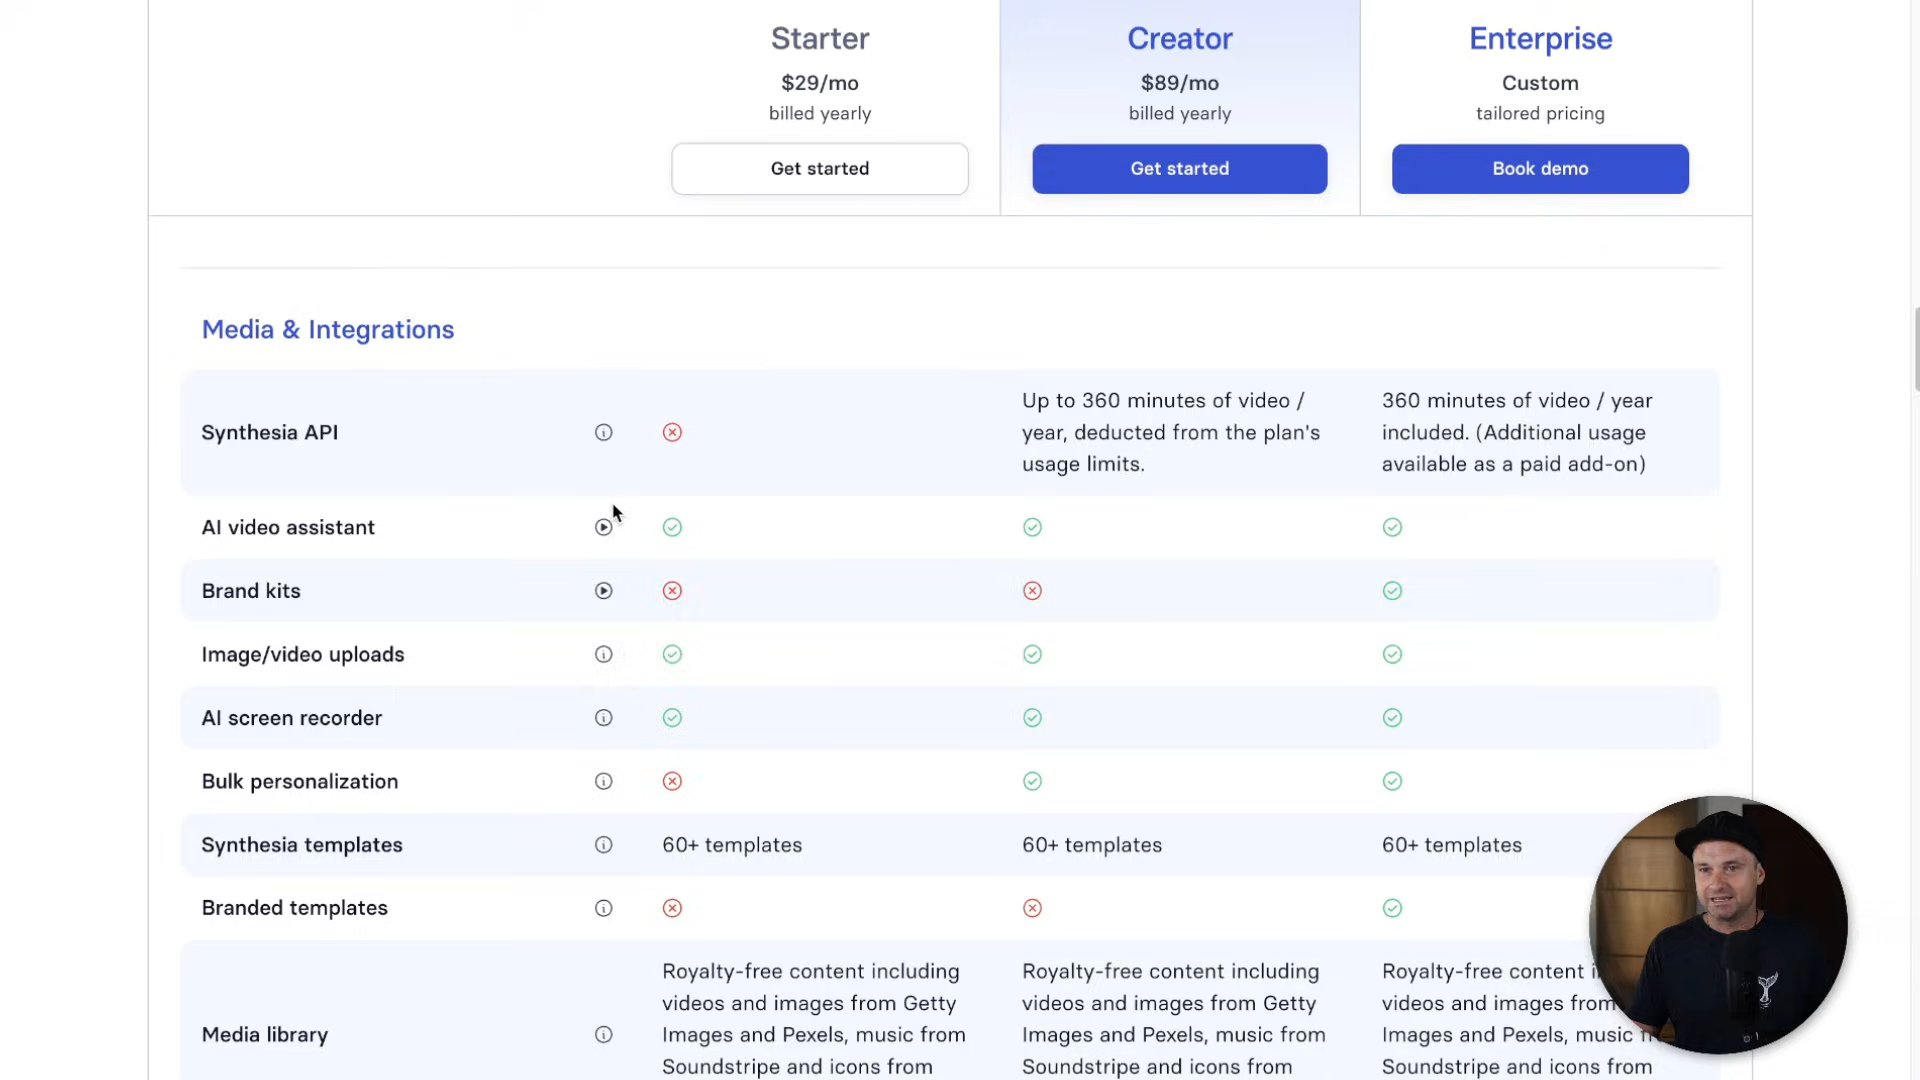 Starter
Creator
Enterprise
$29/mo
$89/mo
Custom
billed yearly
billed yearly
tailored pricing
Get started
Get started
Book demo
Media & Integrations
Synthesia API
Up to 360 minutes of video /
year, deducted from the plan's
usage limits.
360 minutes of video / year
included. (Additional usage
available as a paid add-on)
AI video assistant
Brand kits
Image/video uploads
AI screen recorder
Bulk personalization
Synthesia templates
60+ templates
60+ templates
60+ templates
Branded templates
Media library
Royalty-free content including
videos and images from Getty
Images and Pexels, music from
Soundstripe and icons from
Royalty-free content including
videos and images from Getty
Images and Pexels, music from
Soundstripe and icons from
Royalty-free content
videos and images from
Images and Pexels, music
Soundstripe and icons from